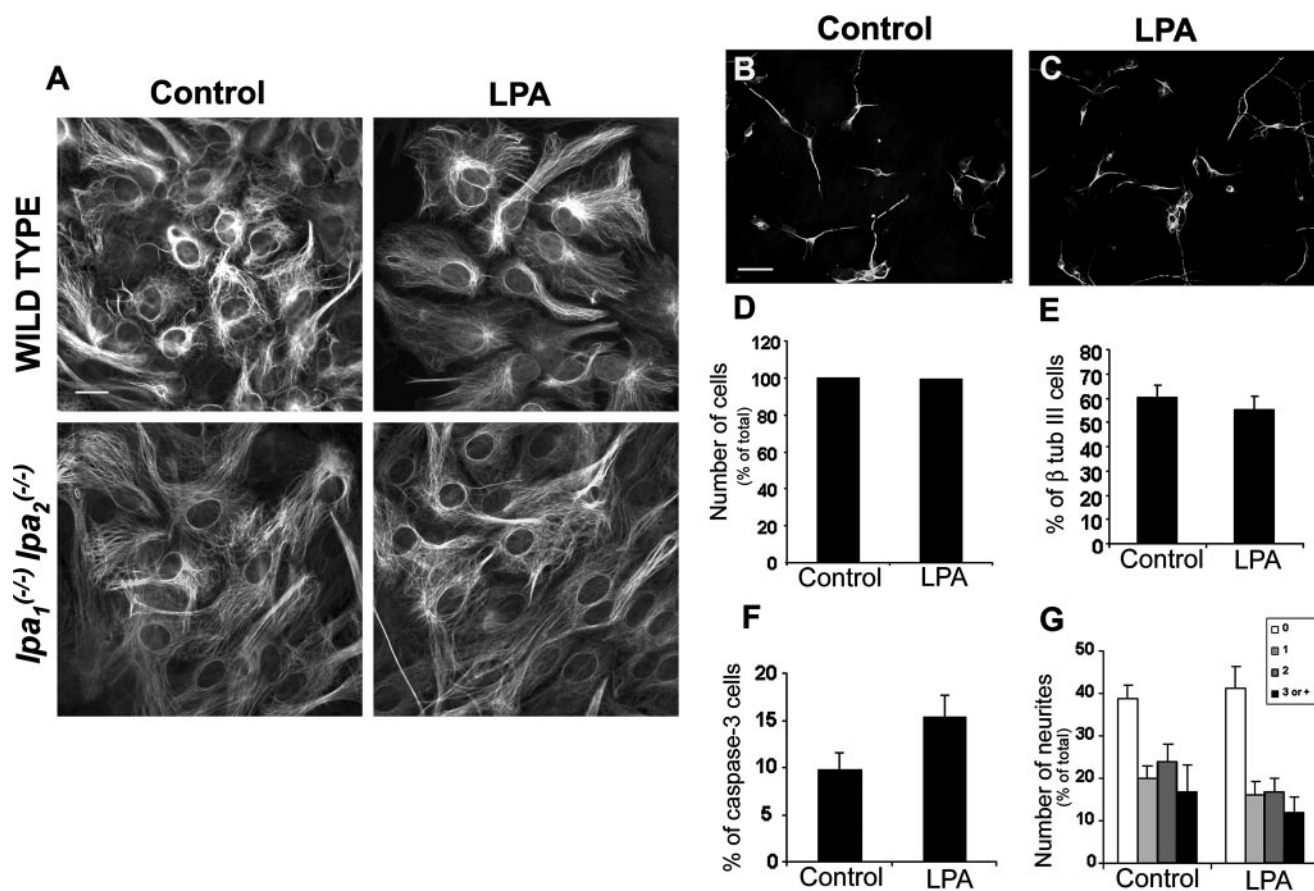 A
Control
LPA
WILD TYPE
lpa₁⁽⁻/⁻⁾ lpa₂⁽⁻/⁻⁾
Control
LPA
B
C
D
Number of cells
(% of total)
120
100
80
60
40
20
0
Control
LPA
E
% of β tub III cells
80
70
60
50
40
30
20
10
0
Control
LPA
F
% of caspase-3 cells
20
15
10
5
0
Control
LPA
G
Number of neurites
(% of total)
50
40
30
20
10
0
Control
LPA
0
1
2
3 or +